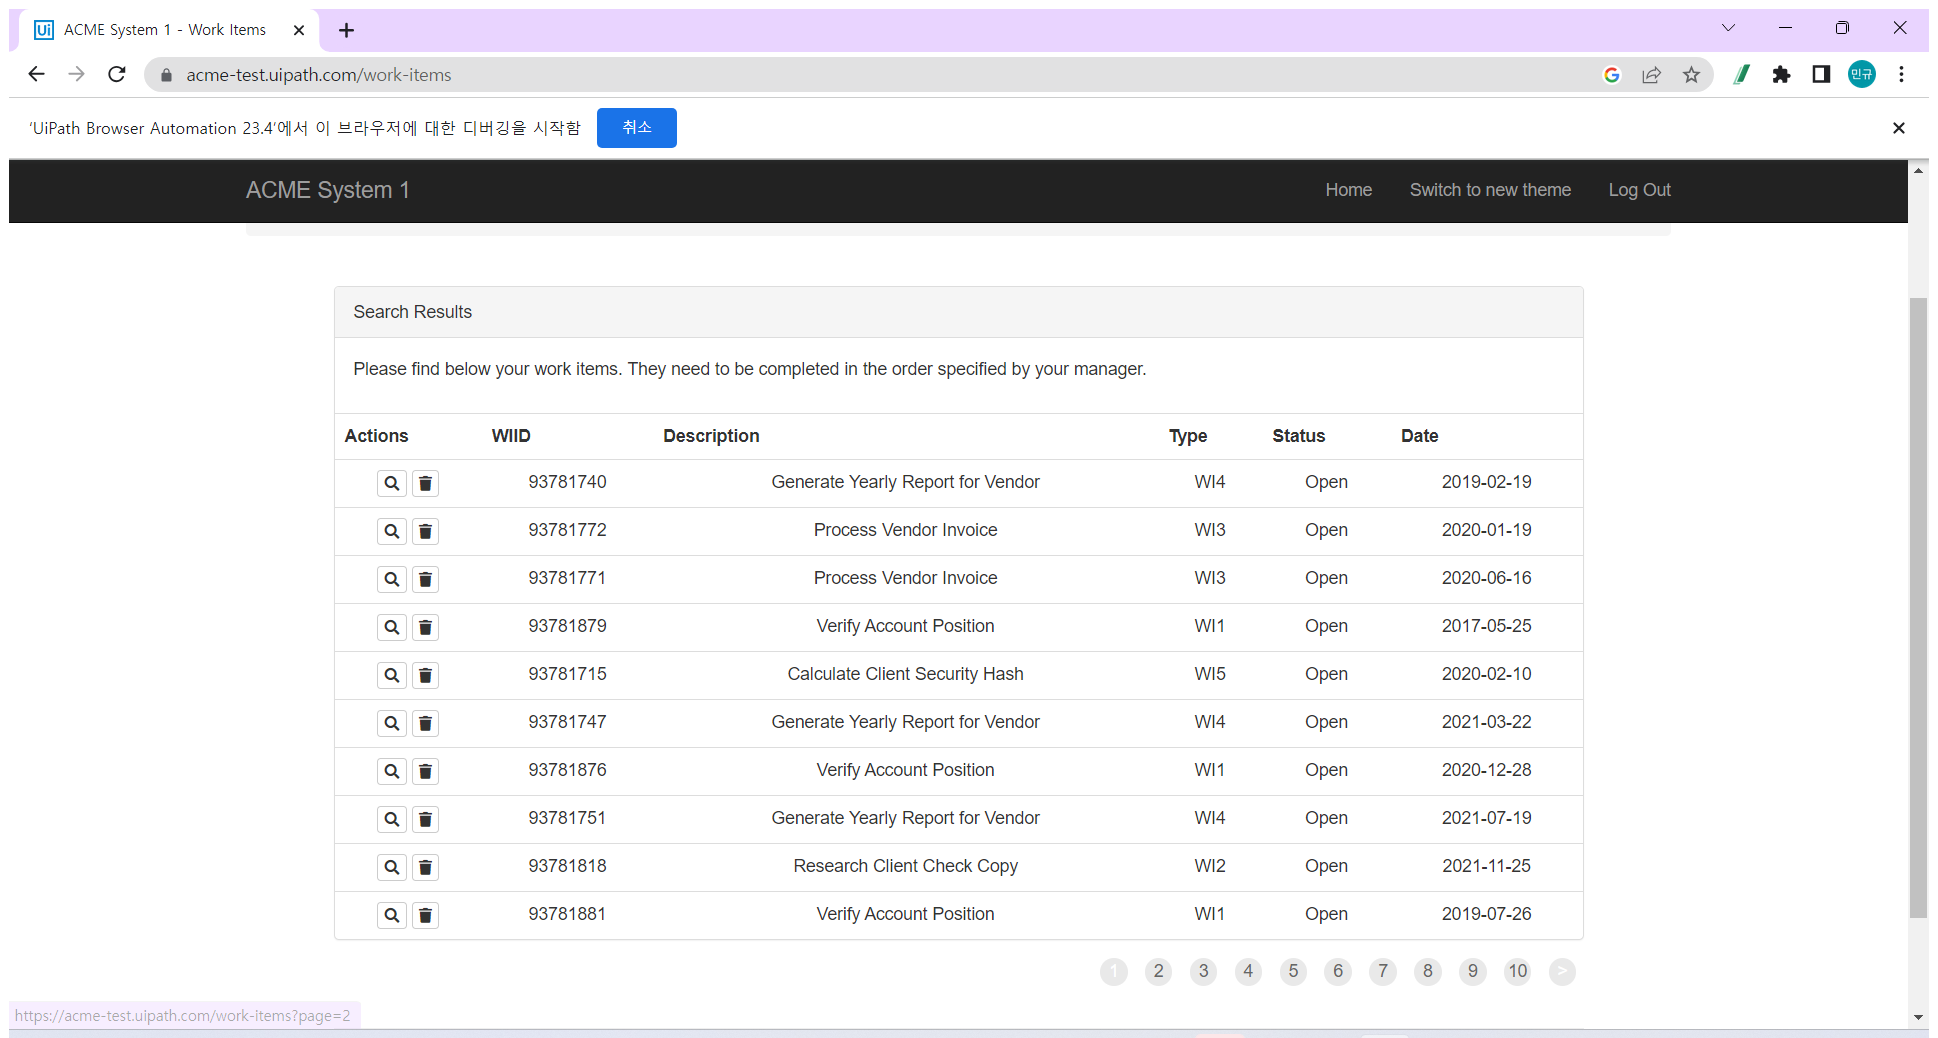 Ui ACME System 1 - Work Items
acme-test.uipath.com/work-items
민규
'UiPath Browser Automation 23.4'에서 이 브라우저에 대한 디버깅을 시작함 취소
ACME System 1 Home Switch to new theme Log Out
Search Results
Please find below your work items. They need to be completed in the order specified by your manager.
Actions WIID Description Type Status Date
93781740 Generate Yearly Report for Vendor WI4 Open 2019-02-19
93781772 Process Vendor Invoice WI3 Open 2020-01-19
93781771 Process Vendor Invoice WI3 Open 2020-06-16
93781879 Verify Account Position WI1 Open 2017-05-25
93781715 Calculate Client Security Hash WI5 Open 2020-02-10
93781747 Generate Yearly Report for Vendor WI4 Open 2021-03-22
93781876 Verify Account Position WI1 Open 2020-12-28
93781751 Generate Yearly Report for Vendor WI4 Open 2021-07-19
93781818 Research Client Check Copy WI2 Open 2021-11-25
93781881 Verify Account Position WI1 Open 2019-07-26
1 2 3 4 5 6 7 8 9 10 >
https://acme-test.uipath.com/work-items?page=2